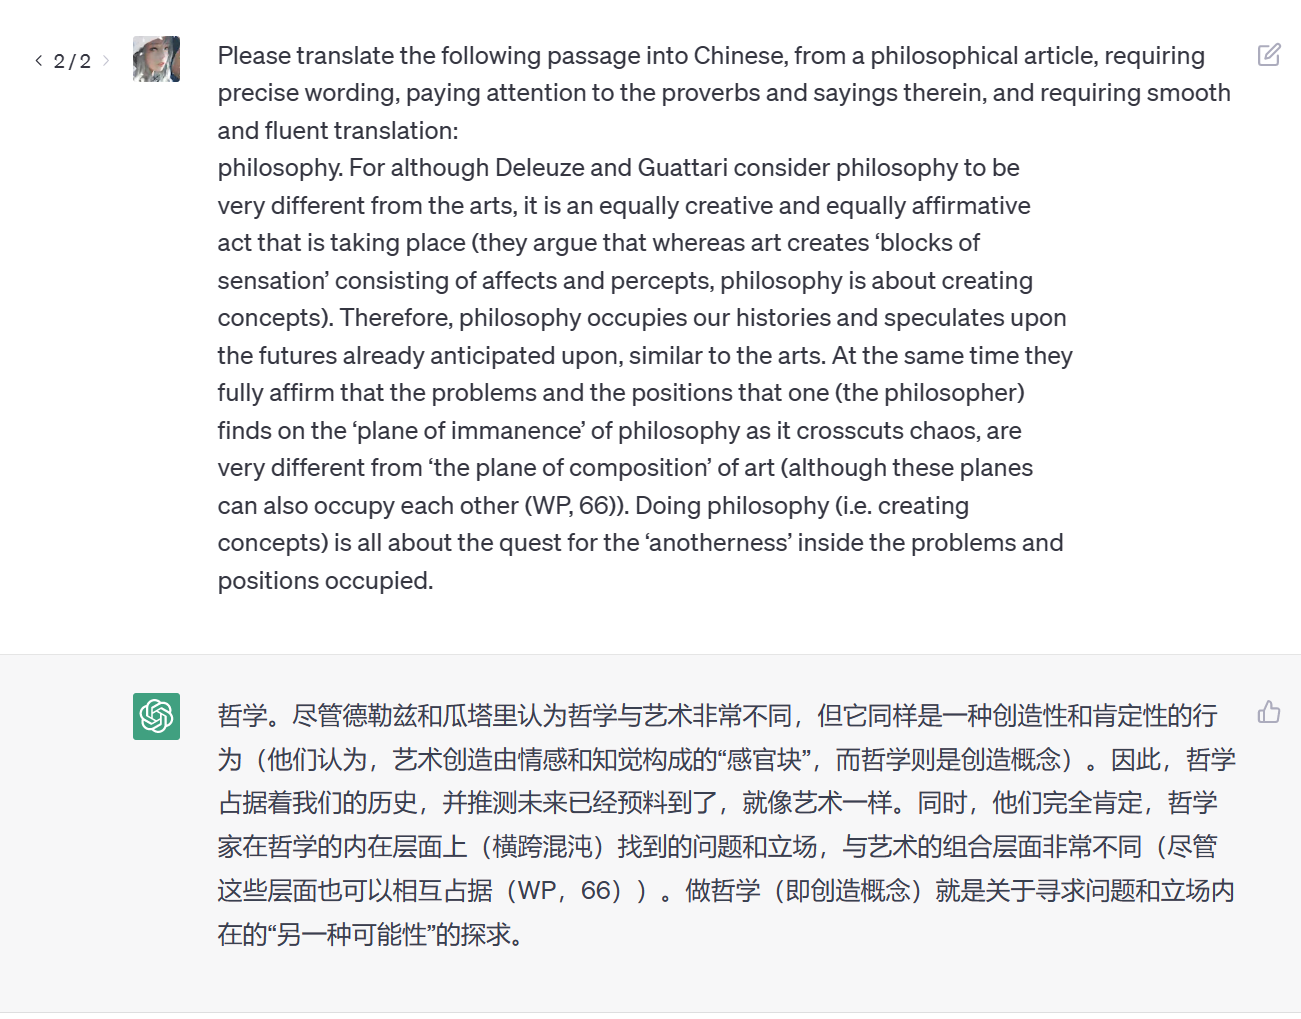 < 2 / 2 >
Please translate the following passage into Chinese, from a philosophical article, requiring
precise wording, paying attention to the proverbs and sayings therein, and requiring smooth
and fluent translation:
philosophy. For although Deleuze and Guattari consider philosophy to be
very different from the arts, it is an equally creative and equally affirmative
act that is taking place (they argue that whereas art creates ‘blocks of
sensation’ consisting of affects and percepts, philosophy is about creating
concepts). Therefore, philosophy occupies our histories and speculates upon
the futures already anticipated upon, similar to the arts. At the same time they
fully affirm that the problems and the positions that one (the philosopher)
finds on the ‘plane of immanence’ of philosophy as it crosscuts chaos, are
very different from ‘the plane of composition’ of art (although these planes
can also occupy each other (WP, 66)). Doing philosophy (i.e. creating
concepts) is all about the quest for the ‘anotherness’ inside the problems and
positions occupied.
哲学。尽管德勒兹和瓜塔里认为哲学与艺术非常不同，但它同样是一种创造性和肯定性的行
为（他们认为，艺术创造由情感和知觉构成的“感官块”，而哲学则是创造概念）。因此，哲学
占据着我们的历史，并推测未来已经预料到了，就像艺术一样。同时，他们完全肯定，哲学
家在哲学的内在层面上（横跨混沌）找到的问题和立场，与艺术的组合层面非常不同（尽管
这些层面也可以相互占据（WP，66））。做哲学（即创造概念）就是关于寻求问题和立场内
在的“另一种可能性”的探求。